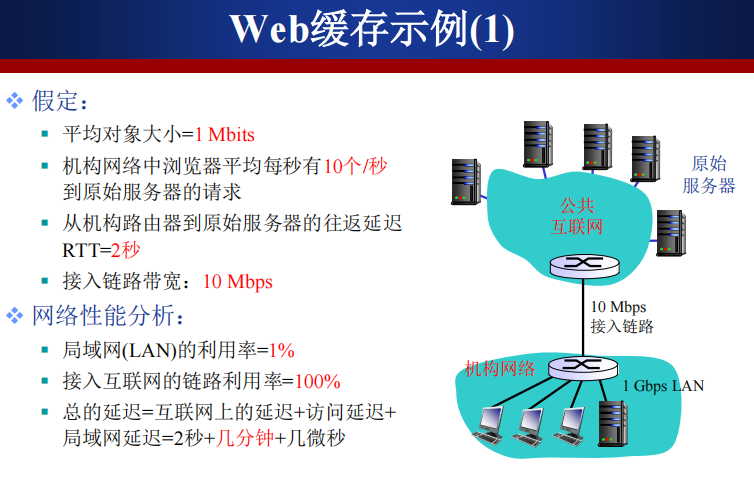 Web缓存示例(1)
假定：
平均对象大小=1 Mbits
机构网络中浏览器平均每秒有10个/秒
到原始服务器的请求
从机构路由器到原始服务器的往返延迟
RTT=2秒
接入链路带宽：10 Mbps
网络性能分析：
局域网(LAN)的利用率=1%
接入互联网的链路利用率=100%
总的延迟=互联网上的延迟+访问延迟+
局域网延迟=2秒+几分钟+几微秒
原始
服务器
公共
互联网
10 Mbps
接入链路
机构网络
1 Gbps LAN